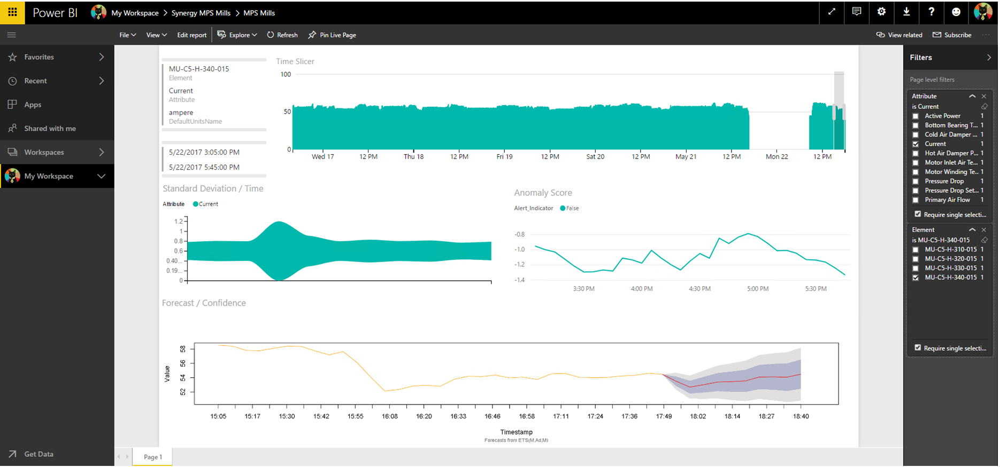 Power BI
My Workspace > Synergy MPS Mills > MPS Mills
File View Edit report Explore Refresh Pin Live Page View related Subscribe
Favorites
Recent
Apps
Shared with me
Workspaces
My Workspace
Get Data
MU-C5-H-340-015
Element
Current
Attribute
ampere
DefaultUnitsName
5/22/2017 3:05:00 PM
5/22/2017 5:45:00 PM
Time Slicer
100
50
0
Wed 17 12 PM Thu 18 12 PM Fri 19 12 PM Sat 20 12 PM May 21 12 PM Mon 22 12 PM
Standard Deviation / Time
Attribute Current
1.2
1
0.8
0.6
0.40...
0.19...
0
Anomaly Score
Alert_Indicator False
-0.8
-1.0
-1.2
-1.4
3:30 PM 4:00 PM 4:30 PM 5:00 PM 5:30 PM
Forecast / Confidence
Value
58
56
54
52
15:05 15:17 15:30 15:42 15:55 16:08 16:20 16:33 16:46 16:58 17:11 17:24 17:36 17:49 18:02 18:14 18:27 18:40
Timestamp
Forecasts from ETS(M,Ad,M)
Page 1
Filters
Page level filters
Attribute
is Current
Active Power 1
Bottom Bearing T... 1
Cold Air Damper ... 1
Current 1
Hot Air Damper P... 1
Motor Inlet Air Te... 1
Motor Winding Te... 1
Pressure Drop 1
Pressure Drop Set... 1
Primary Air Flow 1
Require single selecti...
Element
is MU-C5-H-340-015
MU-C5-H-310-015 1
MU-C5-H-320-015 1
MU-C5-H-330-015 1
MU-C5-H-340-015 1
Require single selecti...